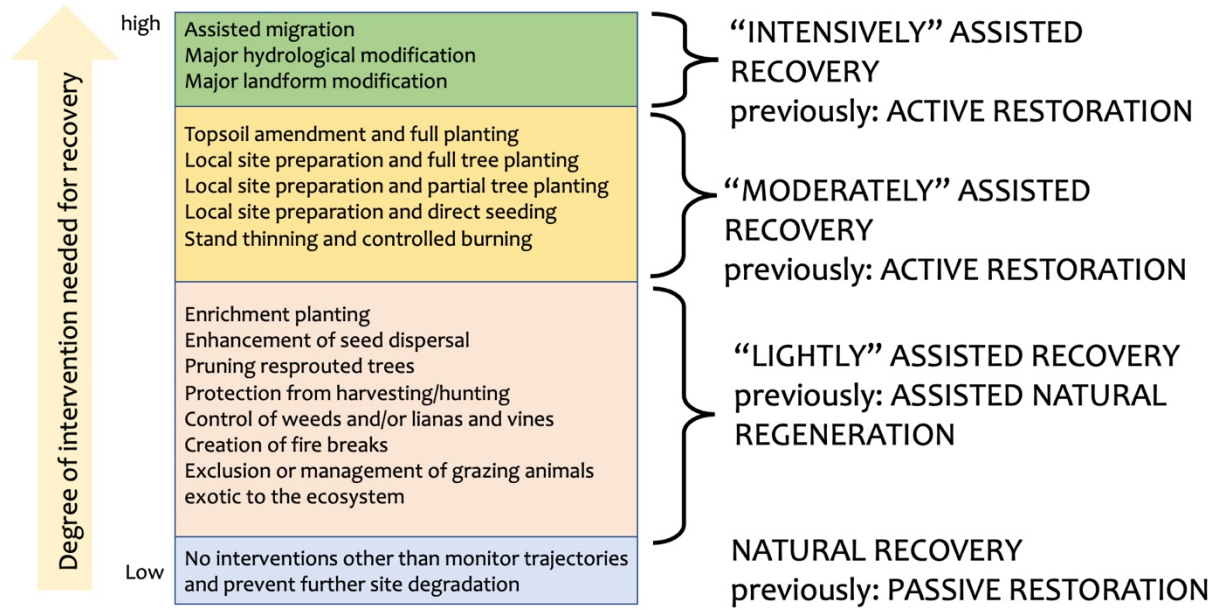 Degree of intervention needed for recovery
high
Low
Assisted migration
Major hydrological modification
Major landform modification
Topsoil amendment and full planting
Local site preparation and full tree planting
Local site preparation and partial tree planting
Local site preparation and direct seeding
Stand thinning and controlled burning
Enrichment planting
Enhancement of seed dispersal
Pruning resprouted trees
Protection from harvesting/hunting
Control of weeds and/or lianas and vines
Creation of fire breaks
Exclusion or management of grazing animals
exotic to the ecosystem
No interventions other than monitor trajectories
and prevent further site degradation
“INTENSIVELY” ASSISTED
RECOVERY
previously: ACTIVE RESTORATION
“MODERATELY” ASSISTED
RECOVERY
previously: ACTIVE RESTORATION
“LIGHTLY” ASSISTED RECOVERY
previously: ASSISTED NATURAL
REGENERATION
NATURAL RECOVERY
previously: PASSIVE RESTORATION